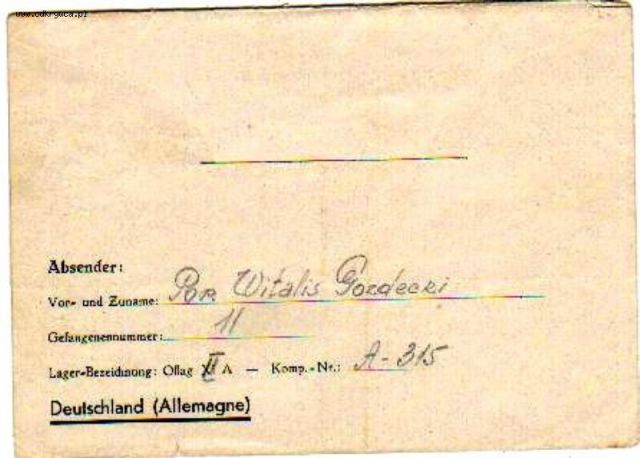 www.odkrywca.pl
Absender:
Vor- und Zuname: Por. Witalis Gozdecki
Gefangenennummer: 11
Lager-Bezeichnung: Oflag II A — Komp.-Nr.: A-315
Deutschland (Allemagne)